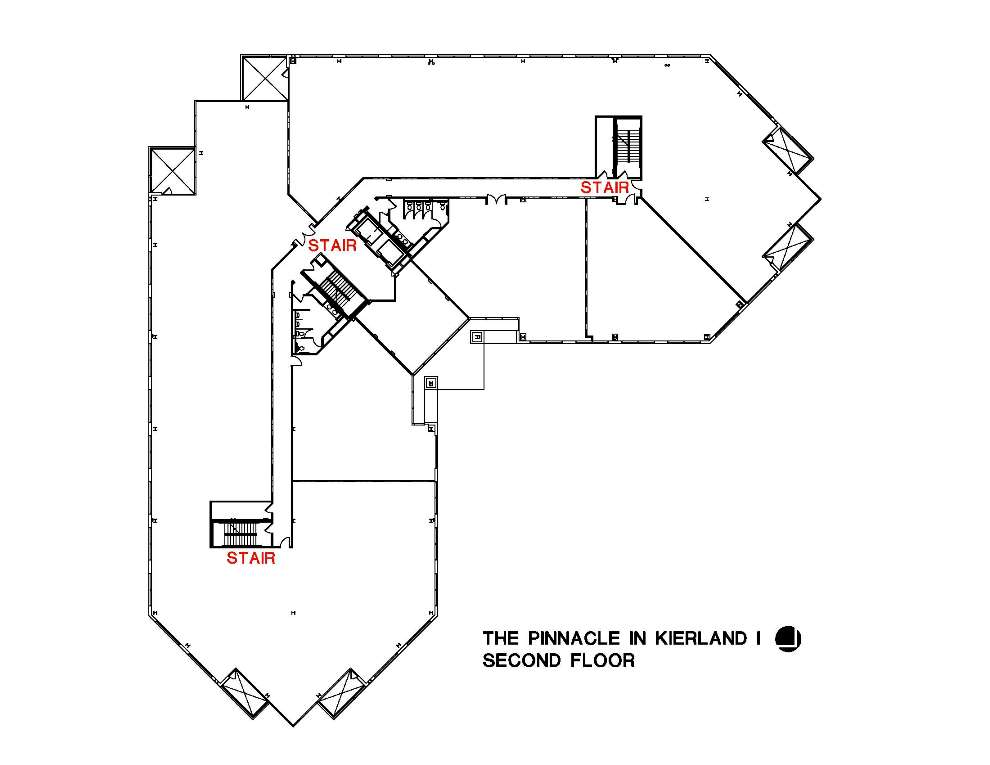 STAIR
STAIR
STAIR
THE PINNACLE IN KIERLAND I
SECOND FLOOR